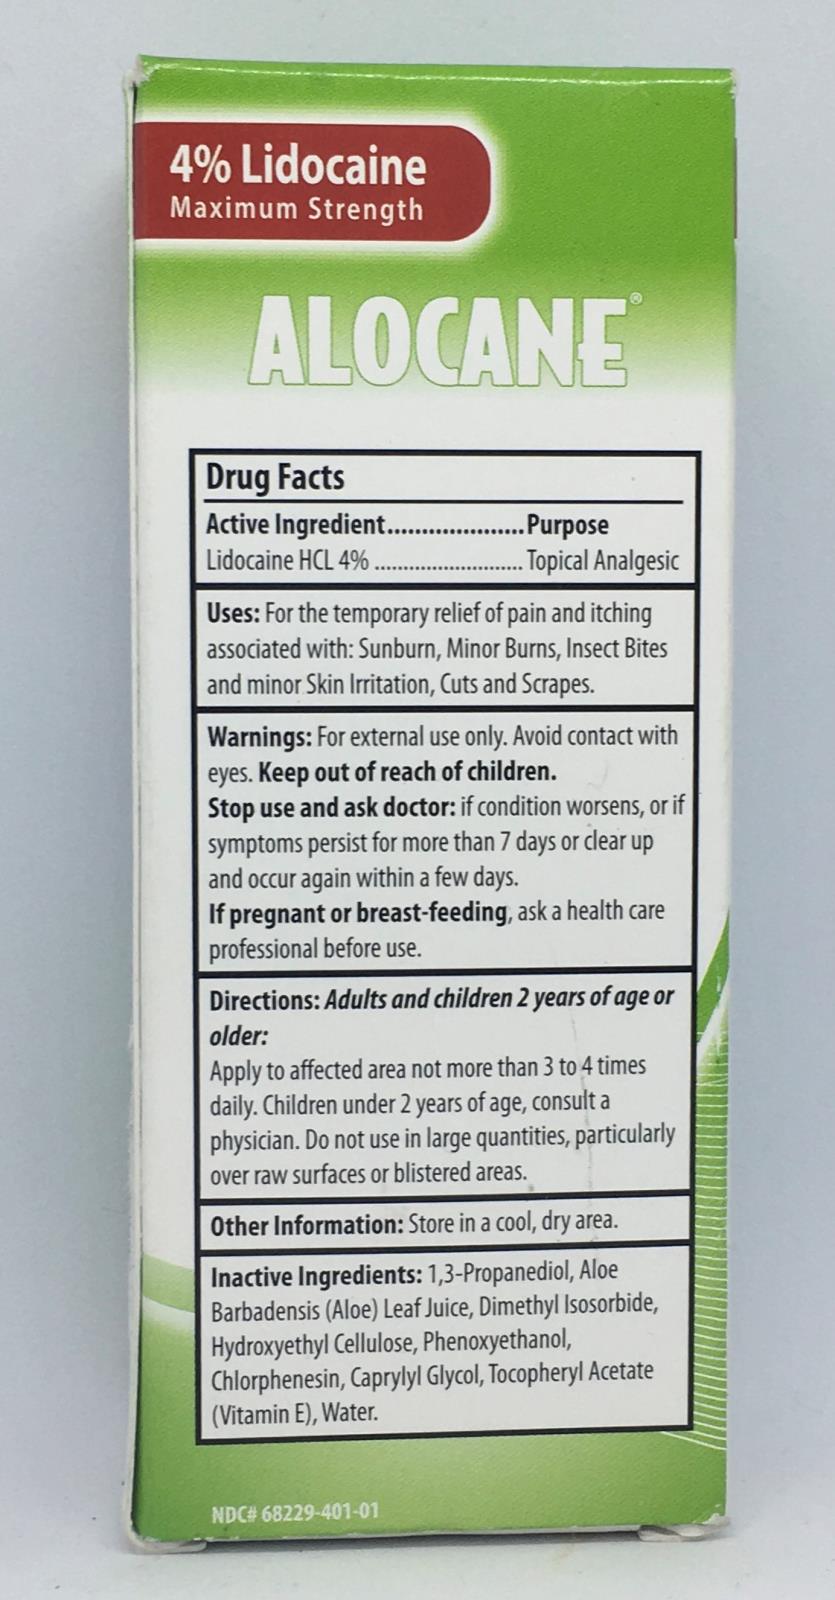 4% Lidocaine
Maximum Strength
ALOCANE®
Drug Facts
Active Ingredient....................Purpose
Lidocaine HCL 4% ........................... Topical Analgesic
Uses: For the temporary relief of pain and itching
associated with: Sunburn, Minor Burns, Insect Bites
and minor Skin Irritation, Cuts and Scrapes.
Warnings: For external use only. Avoid contact with
eyes. Keep out of reach of children.
Stop use and ask doctor: if condition worsens, or if
symptoms persist for more than 7 days or clear up
and occur again within a few days.
If pregnant or breast-feeding, ask a health care
professional before use.
Directions: Adults and children 2 years of age or
older:
Apply to affected area not more than 3 to 4 times
daily. Children under 2 years of age, consult a
physician. Do not use in large quantities, particularly
over raw surfaces or blistered areas.
Other Information: Store in a cool, dry area.
Inactive Ingredients: 1,3-Propanediol, Aloe
Barbadensis (Aloe) Leaf Juice, Dimethyl Isosorbide,
Hydroxyethyl Cellulose, Phenoxyethanol,
Chlorphenesin, Caprylyl Glycol, Tocopheryl Acetate
(Vitamin E), Water.
NDC# 68229-401-01